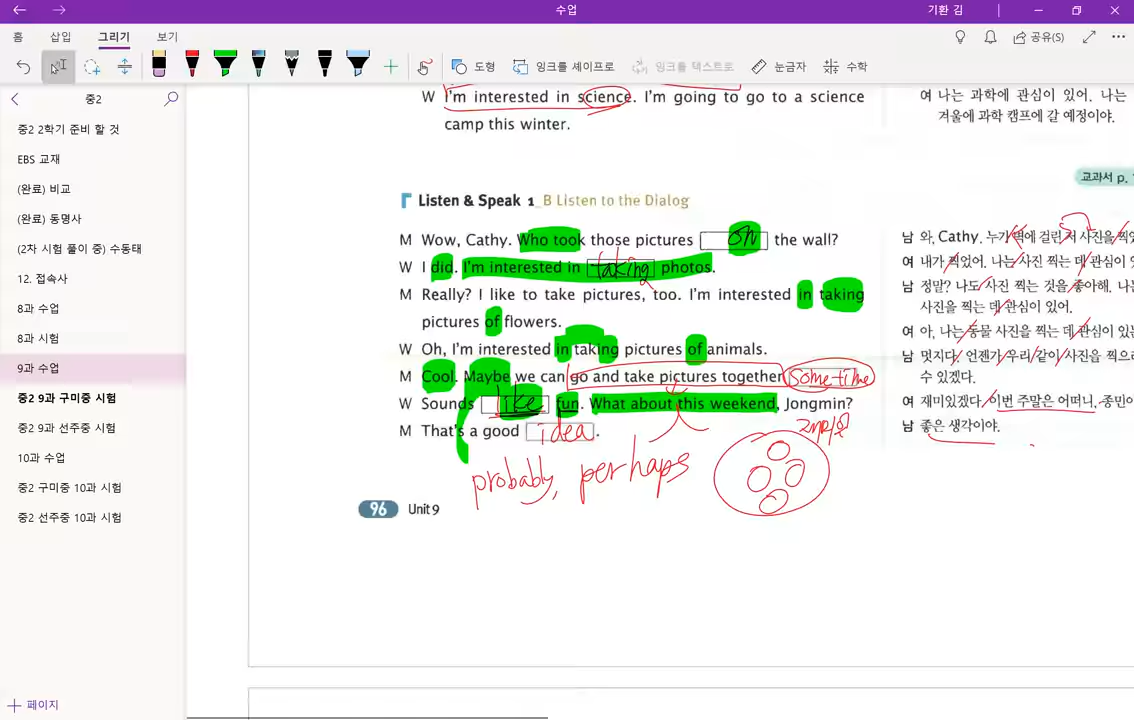 수업
기환 김
홈 삽입 그리기 보기
공유(S)
도형 잉크를 셰이프로 잉크를 텍스트로 눈금자 수학
중2
중2 2학기 준비 할 것
EBS 교재
(완료) 비교
(완료) 동명사
(2차 시험 풀이 중) 수동태
12. 접속사
8과 수업
8과 시험
9과 수업
중2 9과 구미중 시험
중2 9과 선주중 시험
10과 수업
중2 구미중 10과 시험
중2 선주중 10과 시험
페이지
W I'm interested in science. I'm going to go to a science
camp this winter.
여 나는 과학에 관심이 있어. 나는
겨울에 과학 캠프에 갈 예정이야.
교과서 p.
Listen & Speak 1_B Listen to the Dialog
M Wow, Cathy. Who took those pictures on the wall?
W I did. I'm interested in taking photos.
M Really? I like to take pictures, too. I'm interested in taking
pictures of flowers.
W Oh, I'm interested in taking pictures of animals.
M Cool. Maybe we can go and take pictures together sometime
W Sounds like fun. What about this weekend, Jongmin?
M That's a good idea.
probably, perhaps
남 와, Cathy. 누가 벽에 걸린 저 사진을 찍었
여 내가 찍었어. 나는 사진 찍는 데 관심이 있
남 정말? 나도 사진 찍는 것을 좋아해. 나는
사진을 찍는 데 관심이 있어.
여 아, 나는 동물 사진을 찍는 데 관심이 있는
남 멋지다. 언젠가 우리 같이 사진을 찍으러
수 있겠다.
여 재미있겠다. 이번 주말은 어떠니, 종민
남 좋은 생각이야.
96 Unit 9